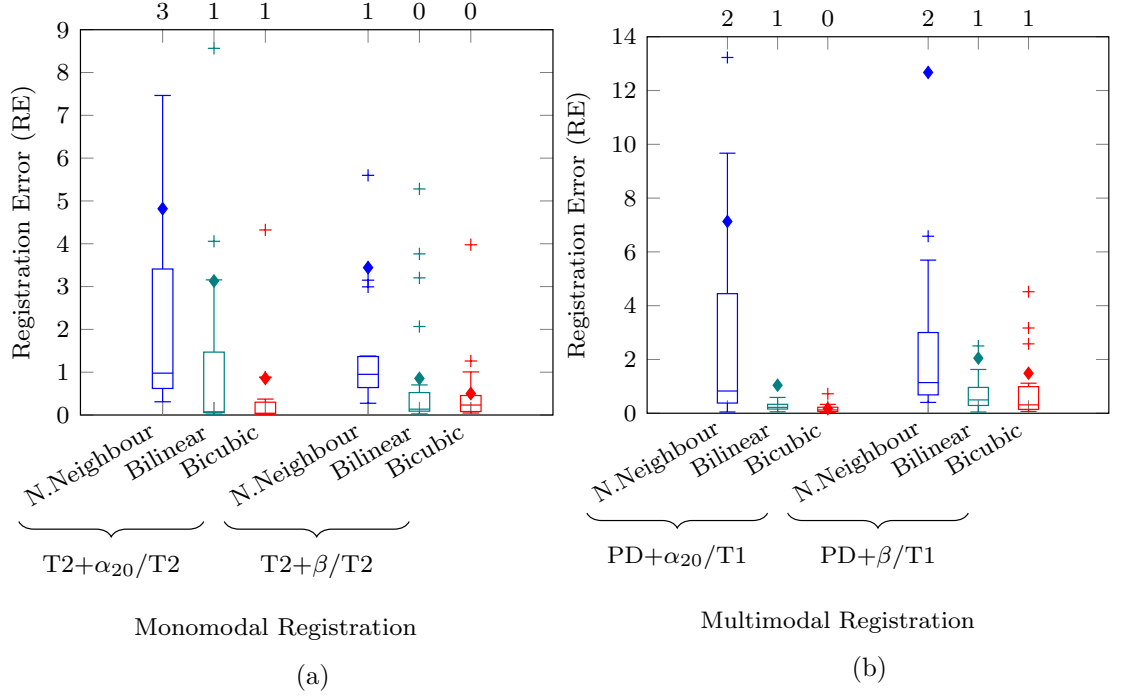 3 1 1 1 0 0
Registration Error (RE)
9
8
7
6
5
4
3
2
1
0
N.Neighbour Bilinear Bicubic N.Neighbour Bilinear Bicubic
T2+α20/T2 T2+β/T2
Monomodal Registration
(a)
2 1 0 2 1 1
Registration Error (RE)
14
12
10
8
6
4
2
0
N.Neighbour Bilinear Bicubic N.Neighbour Bilinear Bicubic
PD+α20/T1 PD+β/T1
Multimodal Registration
(b)